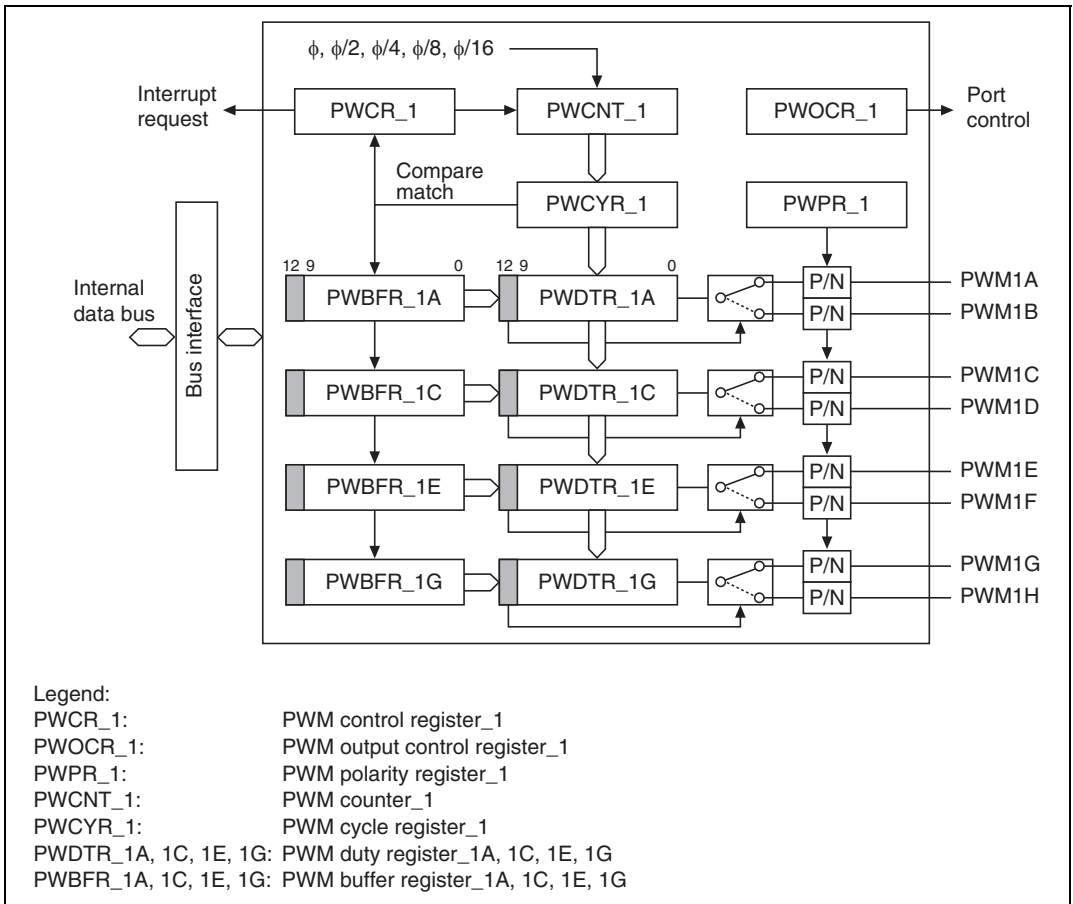 ϕ, ϕ/2, ϕ/4, ϕ/8, ϕ/16
Interrupt
request
PWCR_1
PWCNT_1
PWOCR_1
Port
control
Compare
match
PWCYR_1
PWPR_1
Internal
data bus
Bus interface
12 9 0
12 9 0
PWBFR_1A
PWDTR_1A
P/N
PWM1A
P/N
PWM1B
PWBFR_1C
PWDTR_1C
P/N
PWM1C
P/N
PWM1D
PWBFR_1E
PWDTR_1E
P/N
PWM1E
P/N
PWM1F
PWBFR_1G
PWDTR_1G
P/N
PWM1G
P/N
PWM1H
Legend:
PWCR_1: PWM control register_1
PWOCR_1: PWM output control register_1
PWPR_1: PWM polarity register_1
PWCNT_1: PWM counter_1
PWCYR_1: PWM cycle register_1
PWDTR_1A, 1C, 1E, 1G: PWM duty register_1A, 1C, 1E, 1G
PWBFR_1A, 1C, 1E, 1G: PWM buffer register_1A, 1C, 1E, 1G